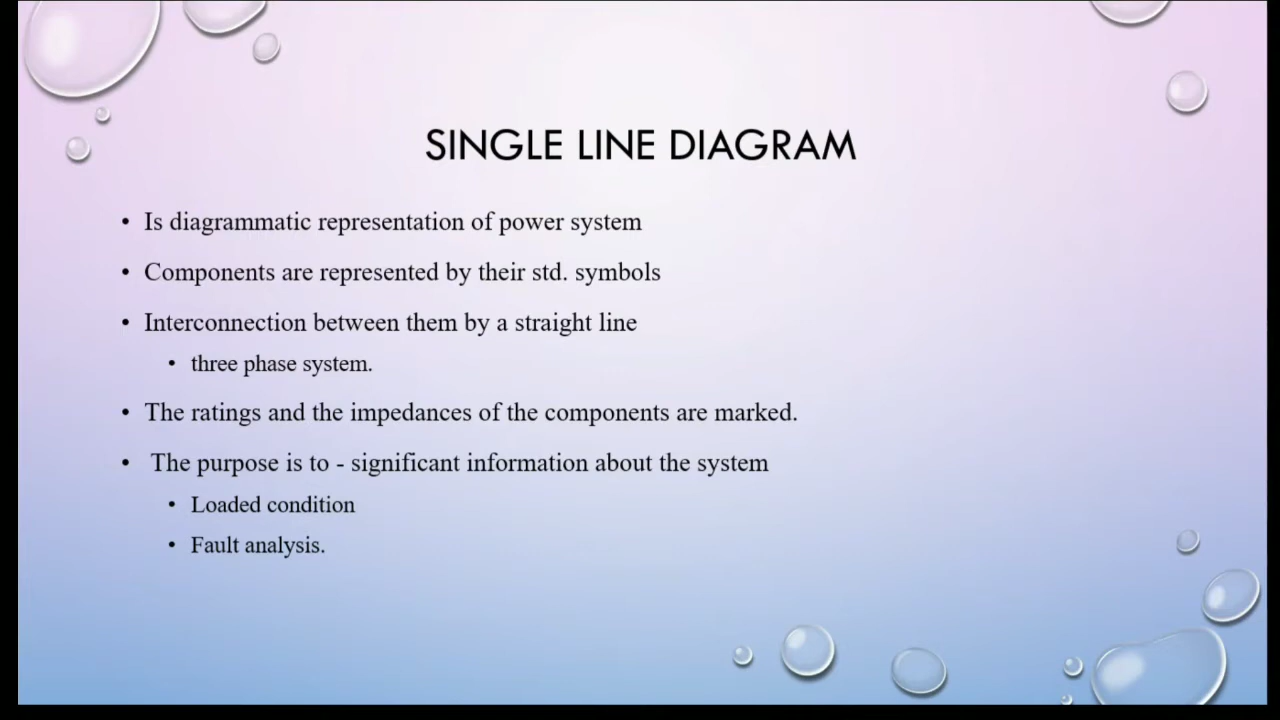 SINGLE LINE DIAGRAM
• Is diagrammatic representation of power system
• Components are represented by their std. symbols
• Interconnection between them by a straight line
• three phase system.
• The ratings and the impedances of the components are marked.
• The purpose is to - significant information about the system
• Loaded condition
• Fault analysis.